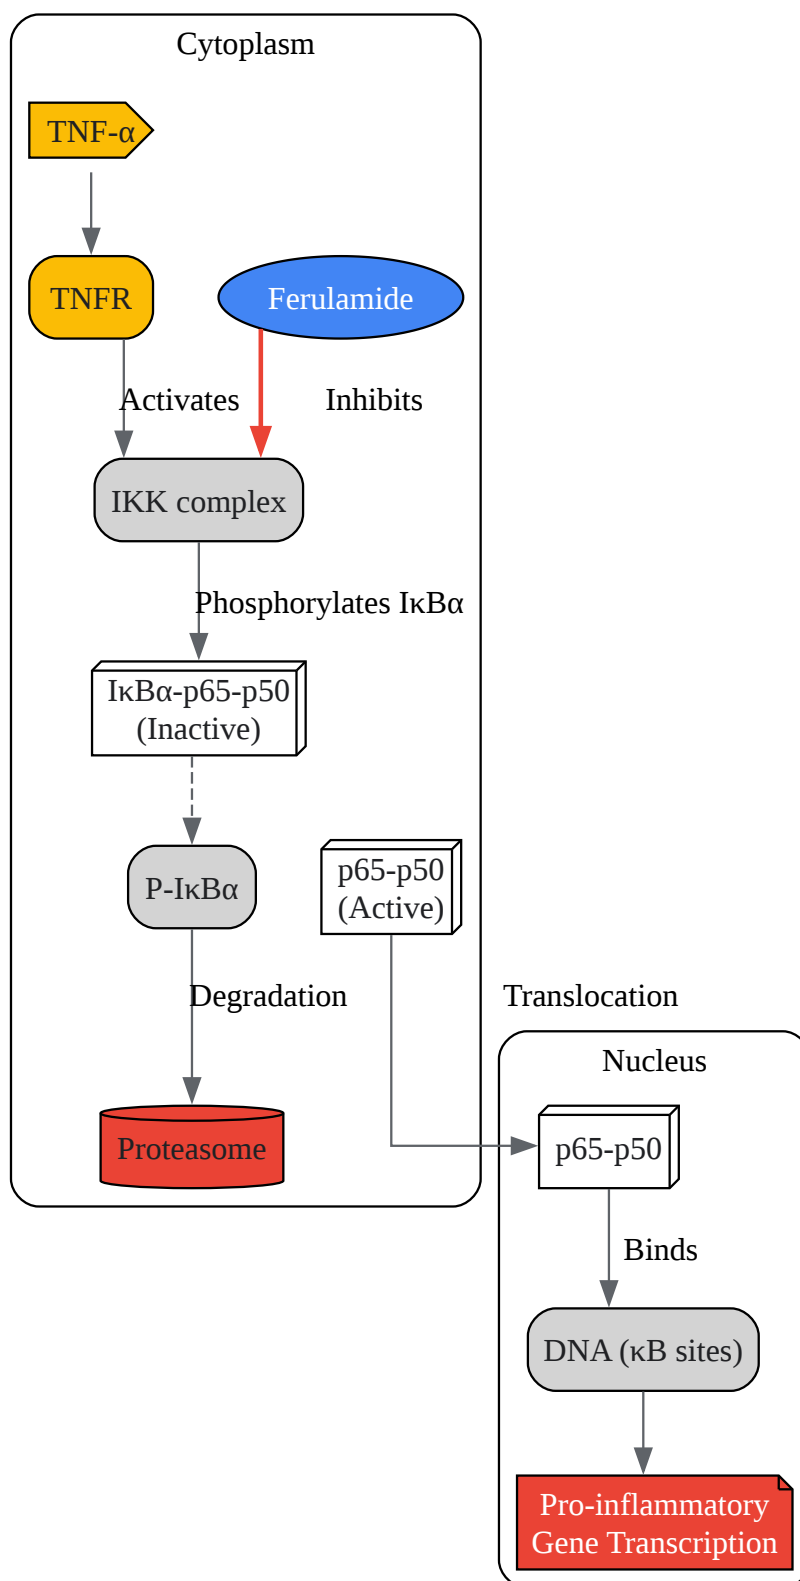 Cytoplasm
TNF-α
TNFR
Ferulamide
Activates
Inhibits
IKK complex
Phosphorylates IκBα
IκBα-p65-p50
(Inactive)
P-IκBα
p65-p50
(Active)
Degradation
Translocation
Nucleus
Proteasome
p65-p50
Binds
DNA (κB sites)
Pro-inflammatory
Gene Transcription